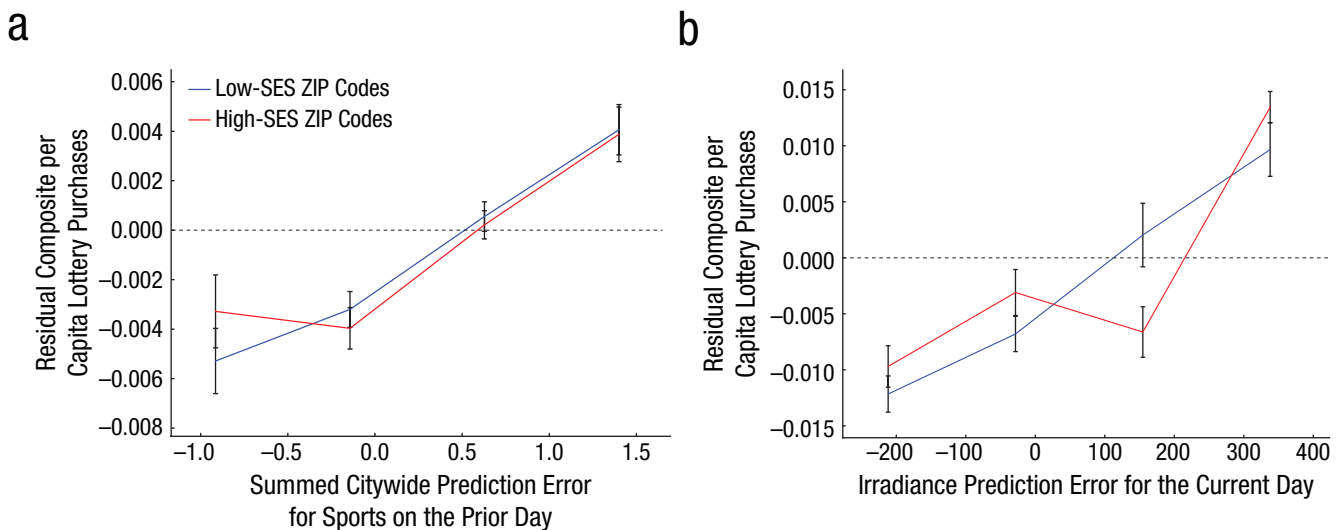 a
Residual Composite per
Capita Lottery Purchases
0.006
0.004
0.002
0.000
−0.002
−0.004
−0.006
−0.008
Low-SES ZIP Codes
High-SES ZIP Codes
−1.0 −0.5 0.0 0.5 1.0 1.5
Summed Citywide Prediction Error
for Sports on the Prior Day
b
Residual Composite per
Capita Lottery Purchases
0.015
0.010
0.005
0.000
−0.005
−0.010
−0.015
−200 −100 0 100 200 300 400
Irradiance Prediction Error for the Current Day